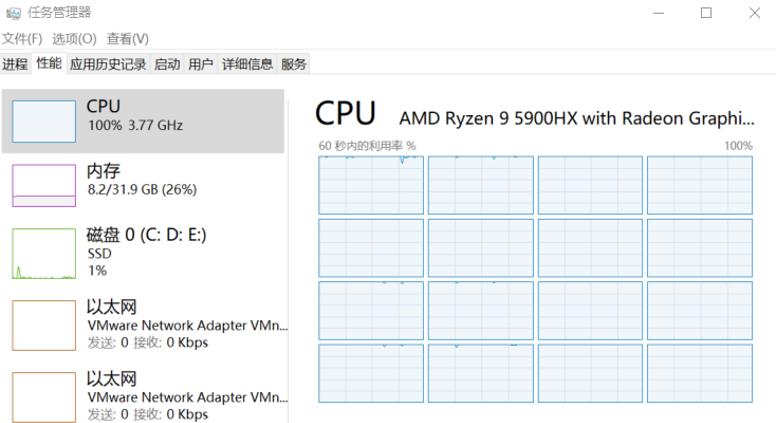 任务管理器
文件(F) 选项(O) 查看(V)
进程 性能 应用历史记录 启动 用户 详细信息 服务
CPU
100% 3.77 GHz
内存
8.2/31.9 GB (26%)
磁盘 0 (C: D: E:)
SSD
1%
以太网
VMware Network Adapter VMn...
发送: 0 接收: 0 Kbps
以太网
VMware Network Adapter VMn...
发送: 0 接收: 0 Kbps
CPU AMD Ryzen 9 5900HX with Radeon Graphi...
60 秒内的利用率 % 100%